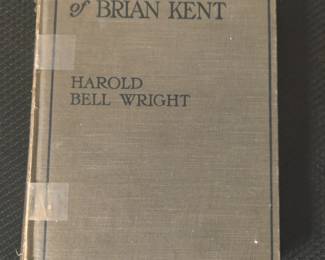 of BRIAN KENT
HAROLD
BELL WRIGHT